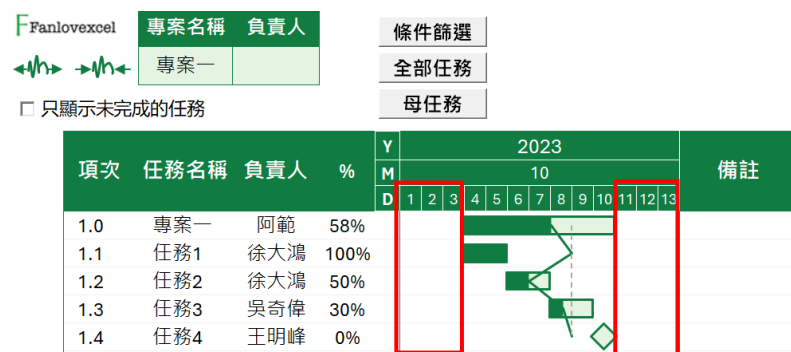 Fanlovexcel
專案名稱 負責人
專案一
條件篩選
全部任務
母任務
只顯示未完成的任務
項次 任務名稱 負責人 % Y 2023 備註
M 10
D 1 2 3 4 5 6 7 8 9 10 11 12 13
1.0 專案一 阿範 58%
1.1 任務1 徐大鴻 100%
1.2 任務2 徐大鴻 50%
1.3 任務3 吳奇偉 30%
1.4 任務4 王明峰 0%